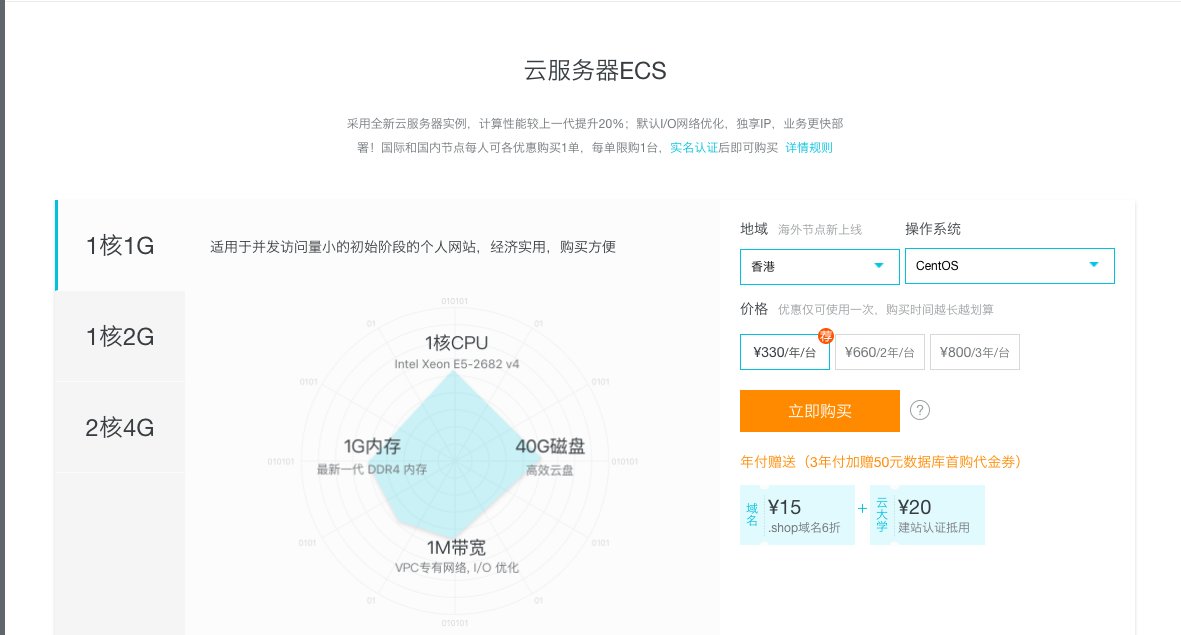 云服务器ECS
采用全新云服务器实例，计算性能较上一代提升20%；默认I/O网络优化，独享IP，业务更快部
署！国际和国内节点每人可各优惠购买1单，每单限购1台，实名认证后即可购买 详情规则
1核1G
1核2G
2核4G
适用于并发访问量小的初始阶段的个人网站，经济实用，购买方便
010101
01
01
1核CPU
Intel Xeon E5-2682 v4
0101
0101
1G内存
最新一代 DDR4 内存
40G磁盘
高效云盘
010101
010101
1M带宽
VPC专有网络, I/O 优化
0101
0101
01
01
010101
地域 海外节点新上线
操作系统
香港
CentOS
价格 优惠仅可使用一次，购买时间越长越划算
荐
¥330/年/台
¥660/2年/台
¥800/3年/台
立即购买
?
年付赠送（3年付加赠50元数据库首购代金券）
域名
¥15
.shop域名6折
+
云大学
¥20
建站认证抵用